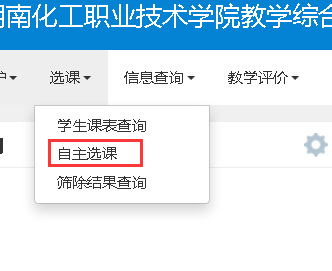 南化工职业技术学院教学综合
选课 信息查询 教学评价
学生课表查询
自主选课
筛除结果查询